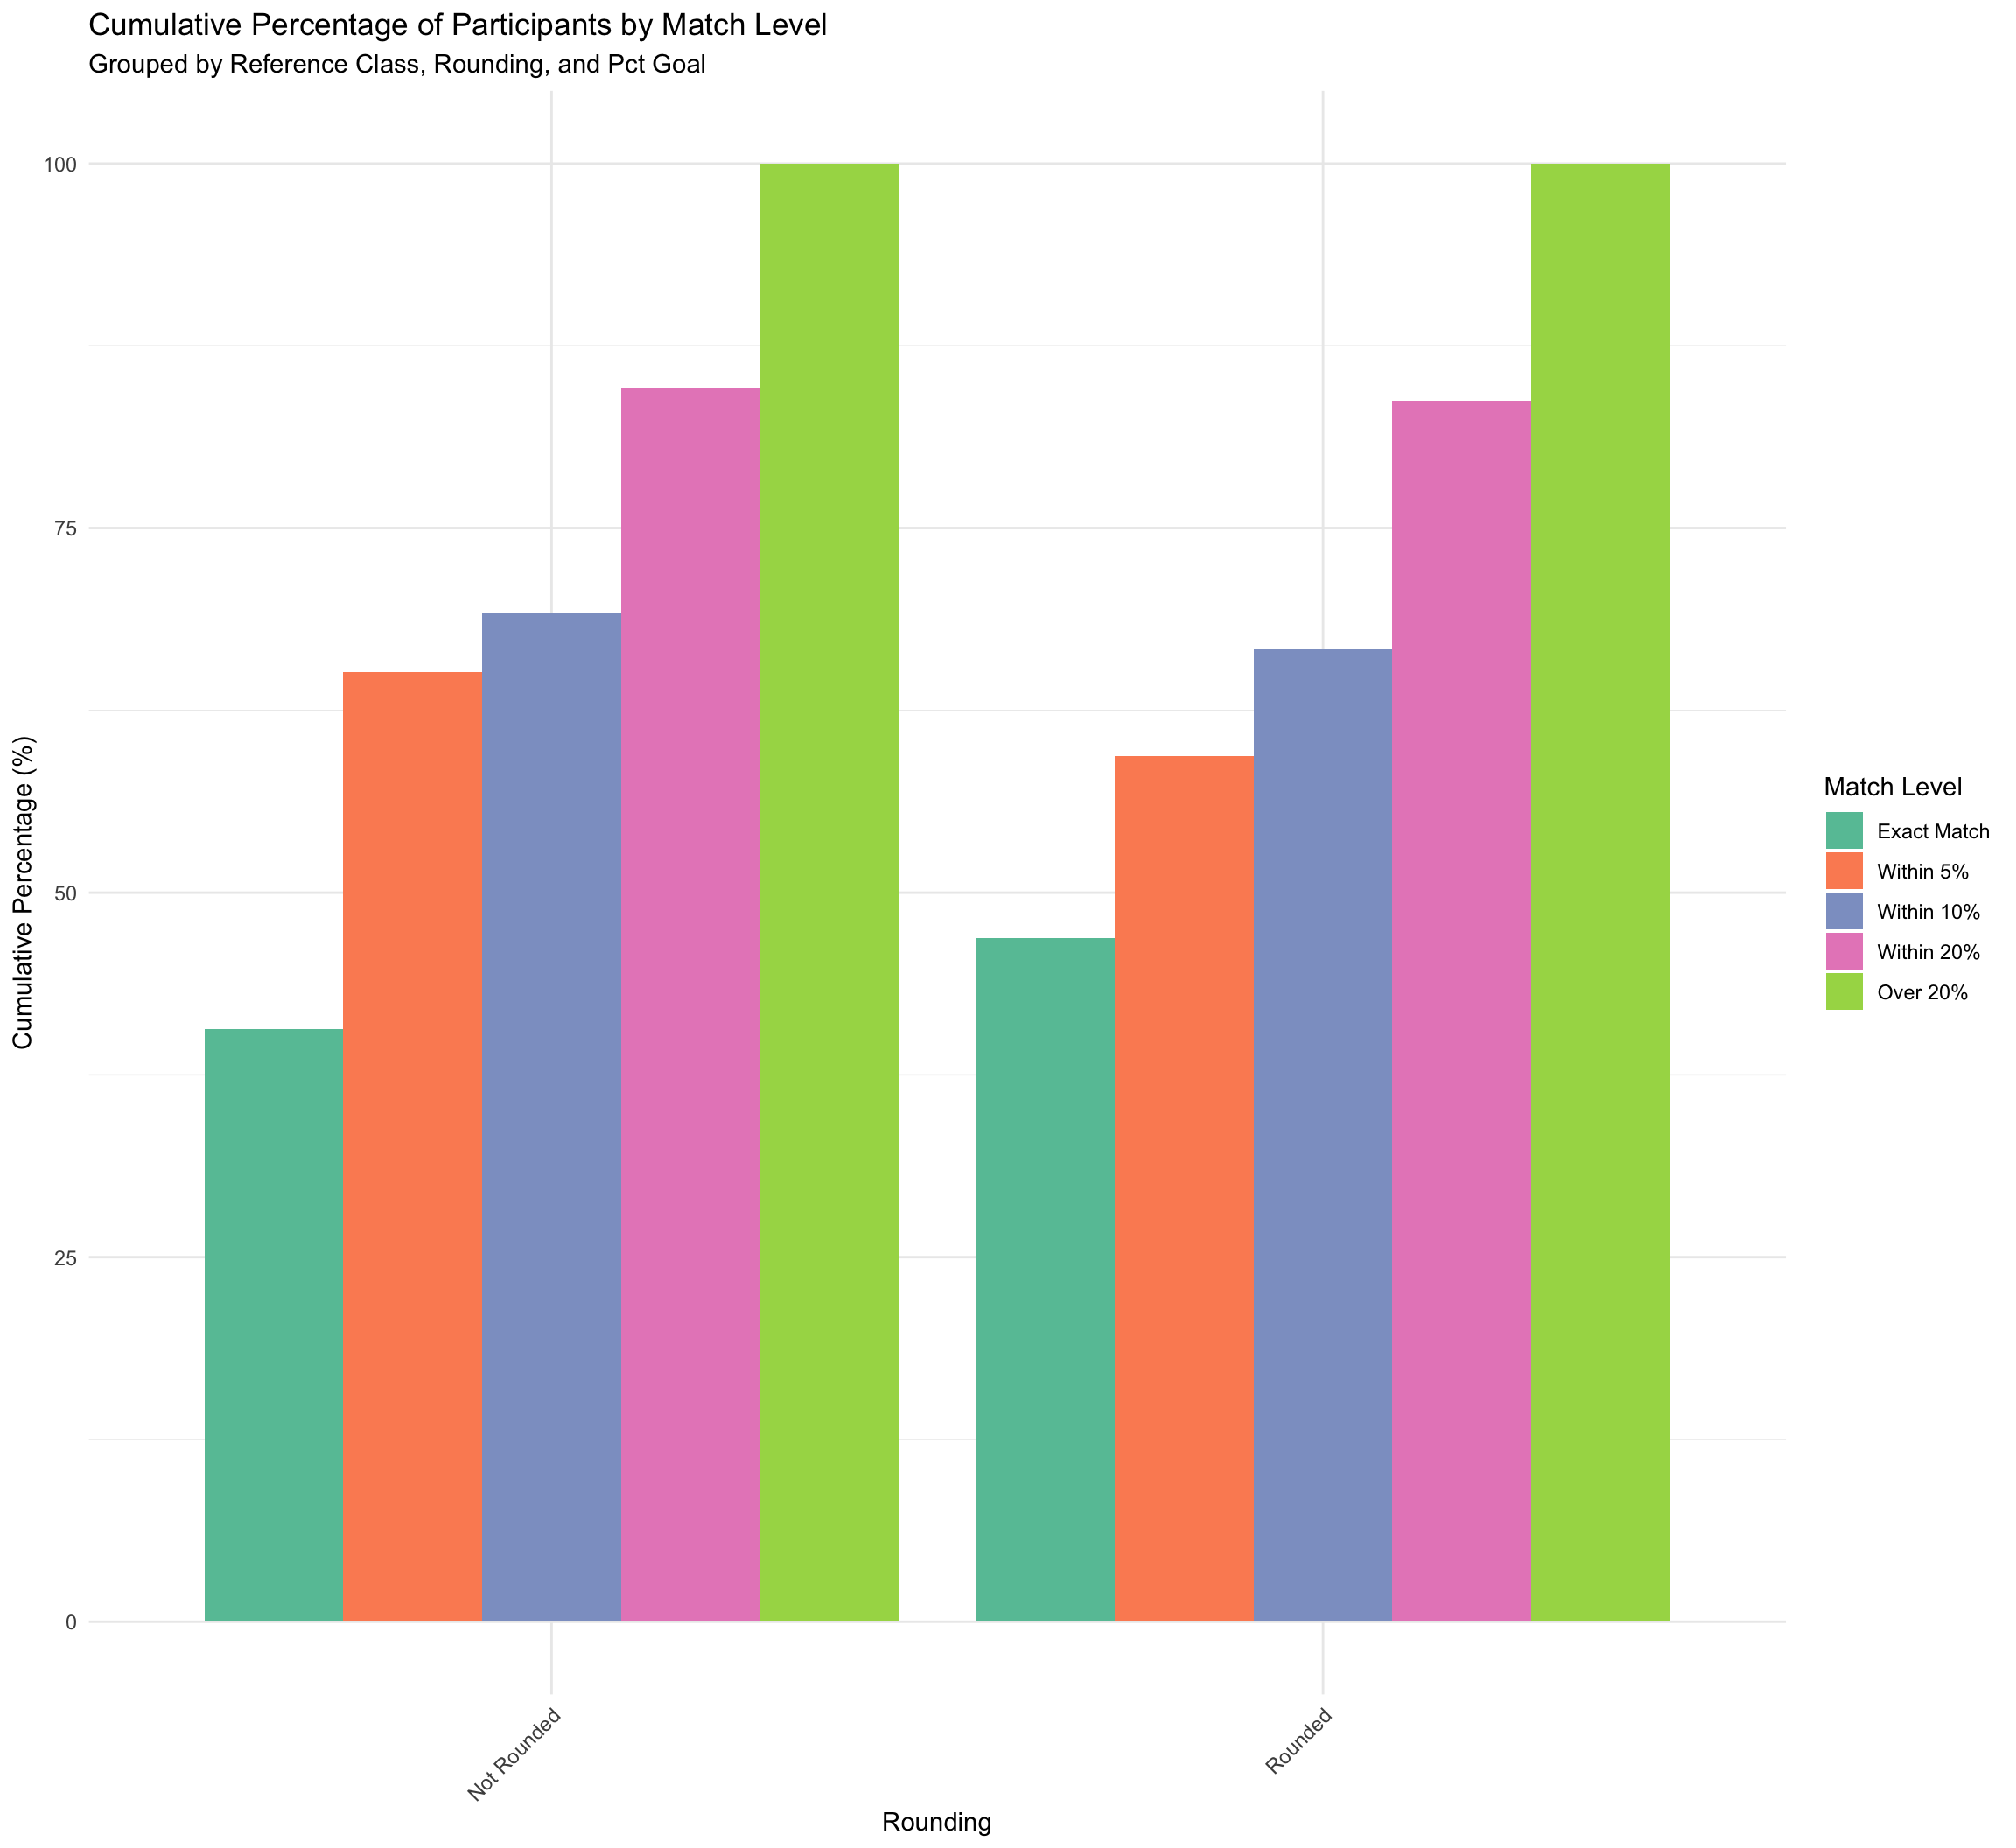 Cumulative Percentage of Participants by Match Level
Grouped by Reference Class, Rounding, and Pct Goal
Cumulative Percentage (%)
100
75
50
25
0
Not Rounded
Rounded
Rounding
Match Level
Exact Match
Within 5%
Within 10%
Within 20%
Over 20%